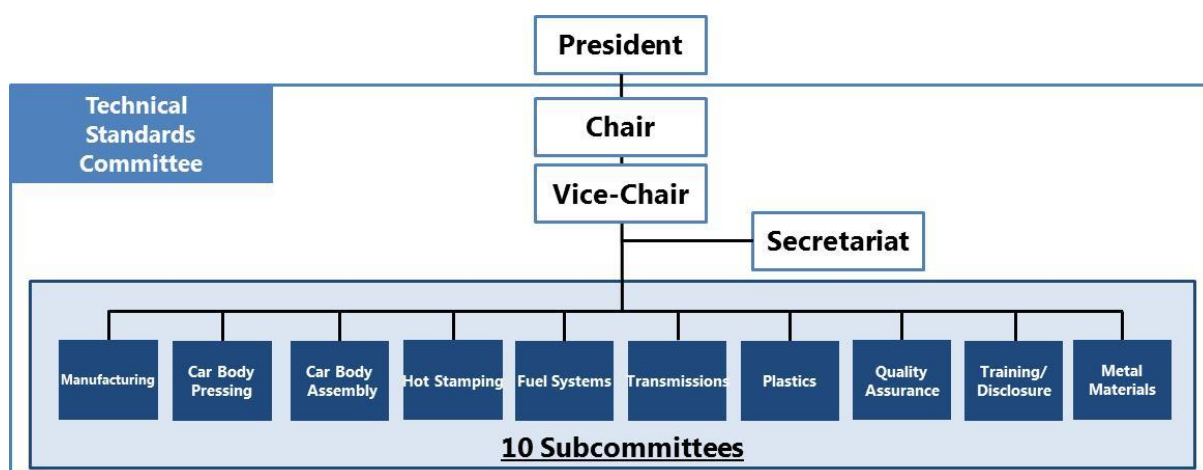 President
Technical
Standards
Committee
Chair
Vice-Chair
Secretariat
Manufacturing
Car Body
Pressing
Car Body
Assembly
Hot Stamping
Fuel Systems
Transmissions
Plastics
Quality
Assurance
Training/
Disclosure
Metal
Materials
10 Subcommittees